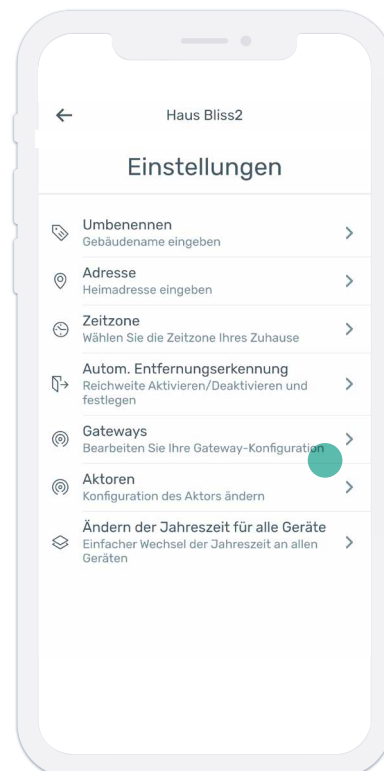 Haus Bliss2
Einstellungen
Umbenennen
Gebäudename eingeben
Adresse
Heimadresse eingeben
Zeitzone
Wählen Sie die Zeitzone Ihres Zuhause
Autom. Entfernungserkennung
Reichweite Aktivieren/Deaktivieren und
festlegen
Gateways
Bearbeiten Sie Ihre Gateway-Konfiguration
Aktoren
Konfiguration des Aktors ändern
Ändern der Jahreszeit für alle Geräte
Einfacher Wechsel der Jahreszeit an allen
Geräten